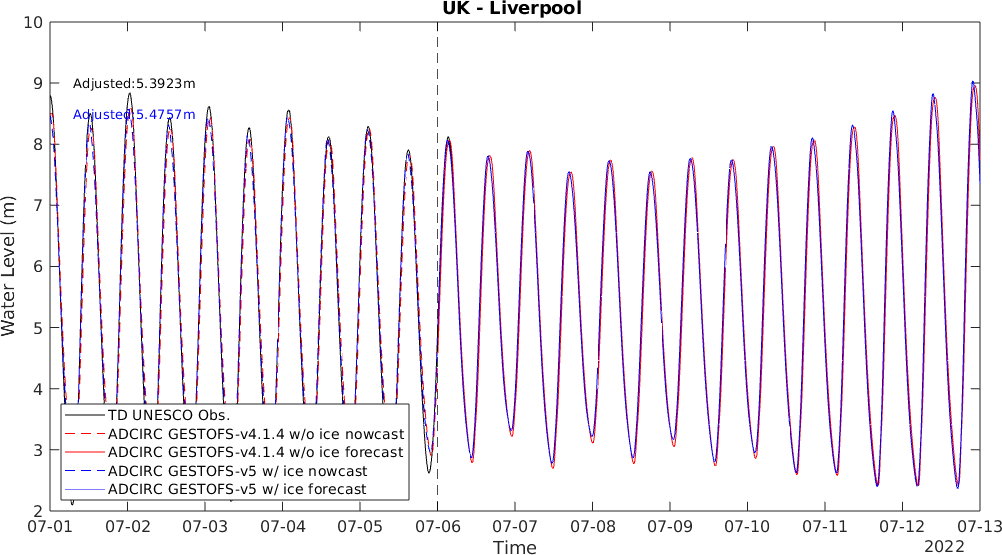 UK - Liverpool
10
9
8
7
6
5
4
3
2
Water Level (m)
Adjusted:5.3923m
Adjusted:5.4757m
TD UNESCO Obs.
ADCIRC GESTOFS-v4.1.4 w/o ice nowcast
ADCIRC GESTOFS-v4.1.4 w/o ice forecast
ADCIRC GESTOFS-v5 w/ ice nowcast
ADCIRC GESTOFS-v5 w/ ice forecast
07-01 07-02 07-03 07-04 07-05 07-06 07-07 07-08 07-09 07-10 07-11 07-12 07-13
Time
2022